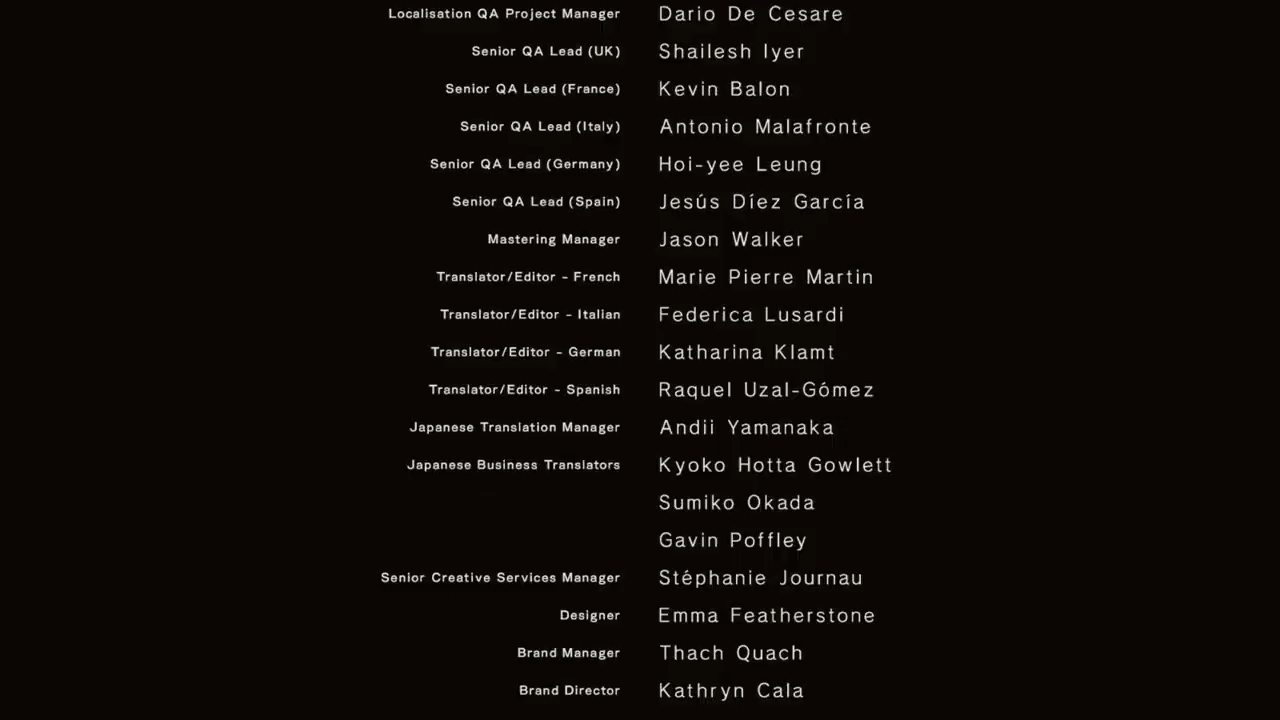 Localisation QA Project Manager Dario De Cesare
Senior QA Lead (UK) Shailesh Iyer
Senior QA Lead (France) Kevin Balon
Senior QA Lead (Italy) Antonio Malafronte
Senior QA Lead (Germany) Hoi-yee Leung
Senior QA Lead (Spain) Jesús Díez García
Mastering Manager Jason Walker
Translator/Editor - French Marie Pierre Martin
Translator/Editor - Italian Federica Lusardi
Translator/Editor - German Katharina Klamt
Translator/Editor - Spanish Raquel Uzal-Gómez
Japanese Translation Manager Andii Yamanaka
Japanese Business Translators Kyoko Hotta Gowlett
Sumiko Okada
Gavin Poffley
Senior Creative Services Manager Stéphanie Journau
Designer Emma Featherstone
Brand Manager Thach Quach
Brand Director Kathryn Cala